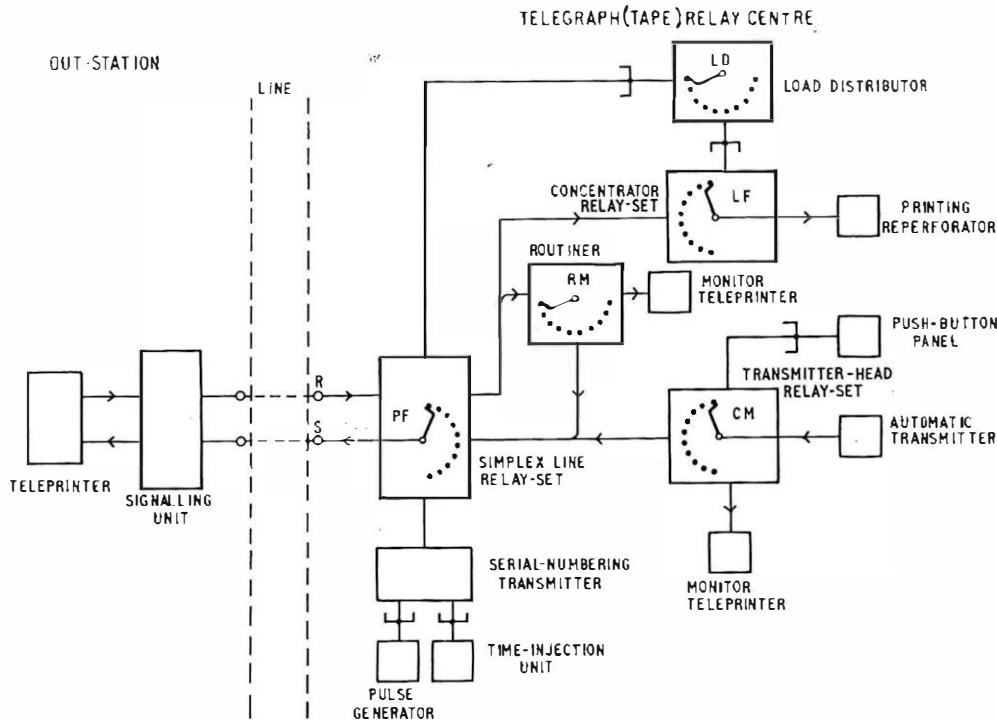 TELEGRAPH(TAPE) RELAY CENTRE
OUT-STATION
LINE
LD
LOAD DISTRIBUTOR
CONCENTRATOR
RELAY-SET
LF
PRINTING
REPERFORATOR
ROUTINER
RM
MONITOR
TELEPRINTER
PUSH-BUTTON
PANEL
TRANSMITTER-HEAD
RELAY-SET
R
PF
CM
AUTOMATIC
TRANSMITTER
S
SIMPLEX LINE
RELAY-SET
TELEPRINTER
SIGNALLING
UNIT
SERIAL-NUMBERING
TRANSMITTER
MONITOR
TELEPRINTER
TIME-INJECTION
UNIT
PULSE
GENERATOR